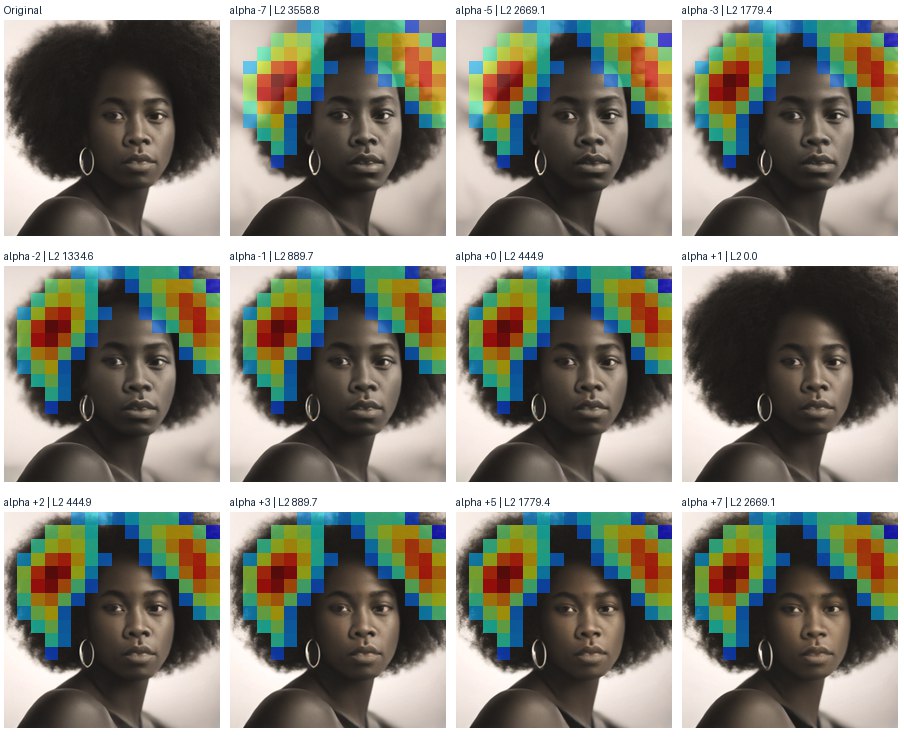 Original
alpha -7 | L2 3558.8
alpha -5 | L2 2669.1
alpha -3 | L2 1779.4
alpha -2 | L2 1334.6
alpha -1 | L2 889.7
alpha +0 | L2 444.9
alpha +1 | L2 0.0
alpha +2 | L2 444.9
alpha +3 | L2 889.7
alpha +5 | L2 1779.4
alpha +7 | L2 2669.1